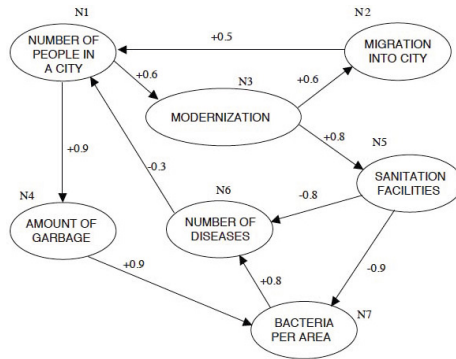 N1
NUMBER OF
PEOPLE IN
A CITY
N2
MIGRATION
INTO CITY
+0.5
+0.6
N3
MODERNIZATION
+0.6
+0.8
N5
SANITATION
FACILITIES
+0.9
-0.3
N4
AMOUNT OF
GARBAGE
N6
NUMBER OF
DISEASES
-0.8
-0.9
+0.9
+0.8
N7
BACTERIA
PER AREA